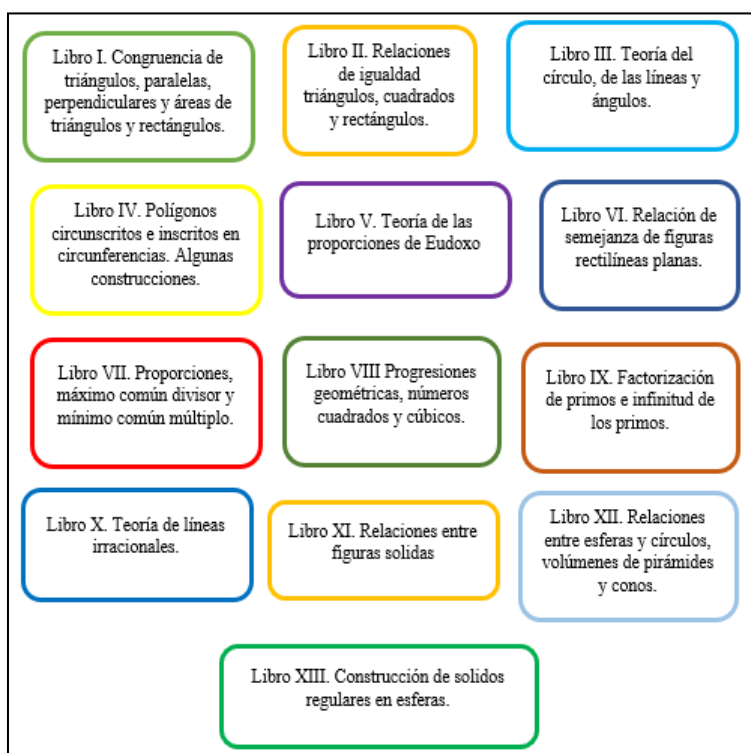 Libro I. Congruencia de
triángulos, paralelas,
perpendiculares y áreas de
triángulos y rectángulos.
Libro II. Relaciones
de igualdad
triángulos, cuadrados
y rectángulos.
Libro III. Teoría del
círculo, de las líneas y
ángulos.
Libro IV. Polígonos
circunscritos e inscritos en
circunferencias. Algunas
construcciones.
Libro V. Teoría de las
proporciones de Eudoxo
Libro VI. Relación de
semejanza de figuras
rectilíneas planas.
Libro VII. Proporciones,
máximo común divisor y
mínimo común múltiplo.
Libro VIII Progresiones
geométricas, números
cuadrados y cúbicos.
Libro IX. Factorización
de primos e infinitud de
los primos.
Libro X. Teoría de líneas
irracionales.
Libro XI. Relaciones entre
fíguras solidas
Libro XII. Relaciones
entre esferas y círculos,
volúmenes de pirámides
y conos.
Libro XIII. Construcción de solidos
regulares en esferas.